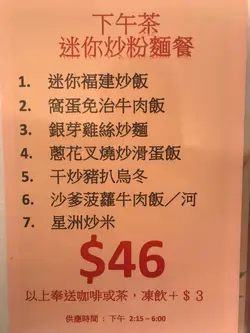 下午茶
迷你炒粉麵餐
1. 迷你褔建炒飯
2. 窩蛋免治牛肉飯
3. 銀芽雞絲炒麵
4. 蔥花叉燒炒滑蛋飯
5. 干炒豬扒烏冬
6. 沙爹菠蘿牛肉飯／河
7. 星洲炒米
$46
以上奉送咖啡或茶，凍飲＋＄３
供應時間：下午 2:15－6:00